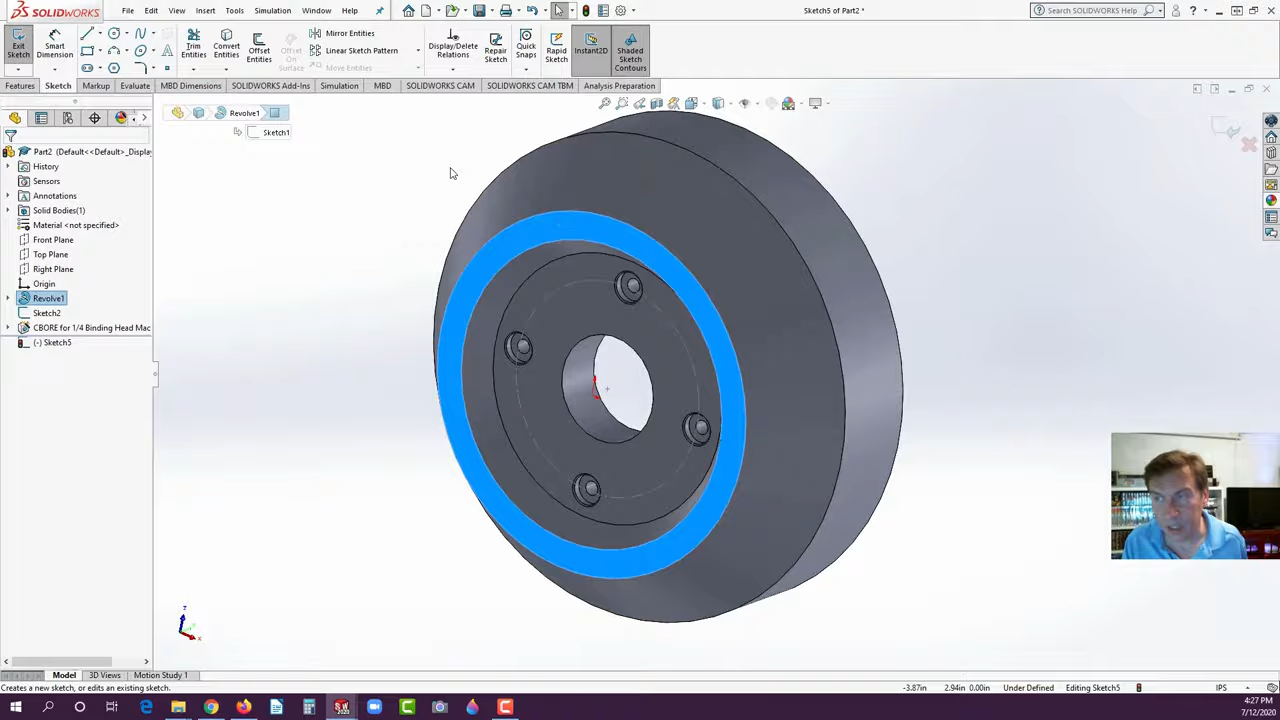 SOLIDWORKS
File Edit View Insert Tools Simulation Window Help
Sketch5 of Part2 *
Search SOLIDWORKS Help
Exit Sketch
Smart Dimension
Trim Entities
Convert Entities
Offset Entities
Offset On Surface
Mirror Entities
Linear Sketch Pattern
Move Entities
Display/Delete Relations
Repair Sketch
Quick Snaps
Rapid Sketch
Instant2D
Shaded Sketch Contours
Features Sketch Markup Evaluate MBD Dimensions SOLIDWORKS Add-Ins Simulation MBD SOLIDWORKS CAM SOLIDWORKS CAM TBM Analysis Preparation
Revolve1
Sketch1
Part2 (Default<<Default>_Display
History
Sensors
Annotations
Solid Bodies(1)
Material <not specified>
Front Plane
Top Plane
Right Plane
Origin
Revolve1
Sketch2
CBORE for 1/4 Binding Head Mac
(-) Sketch5
Z
X
Model 3D Views Motion Study 1
Creates a new sketch, or edits an existing sketch.
-3.87in 2.94in 0.00in Under Defined Editing Sketch5 IPS
4:27 PM
7/12/2020